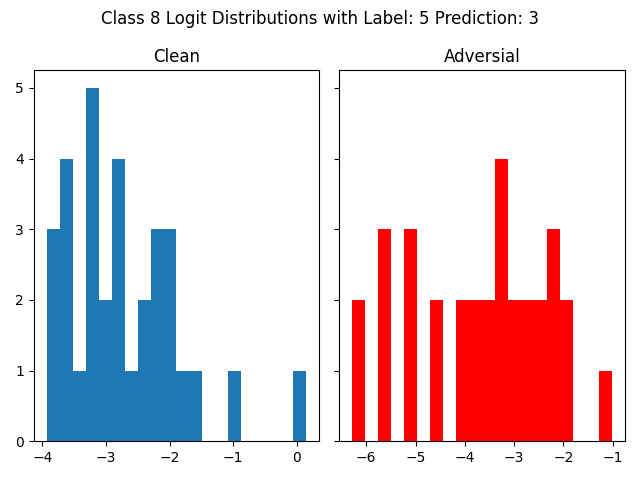 Class 8 Logit Distributions with Label: 5 Prediction: 3
Clean
Adversial
5
4
3
2
1
0
−4 −3 −2 −1 0
−6 −5 −4 −3 −2 −1